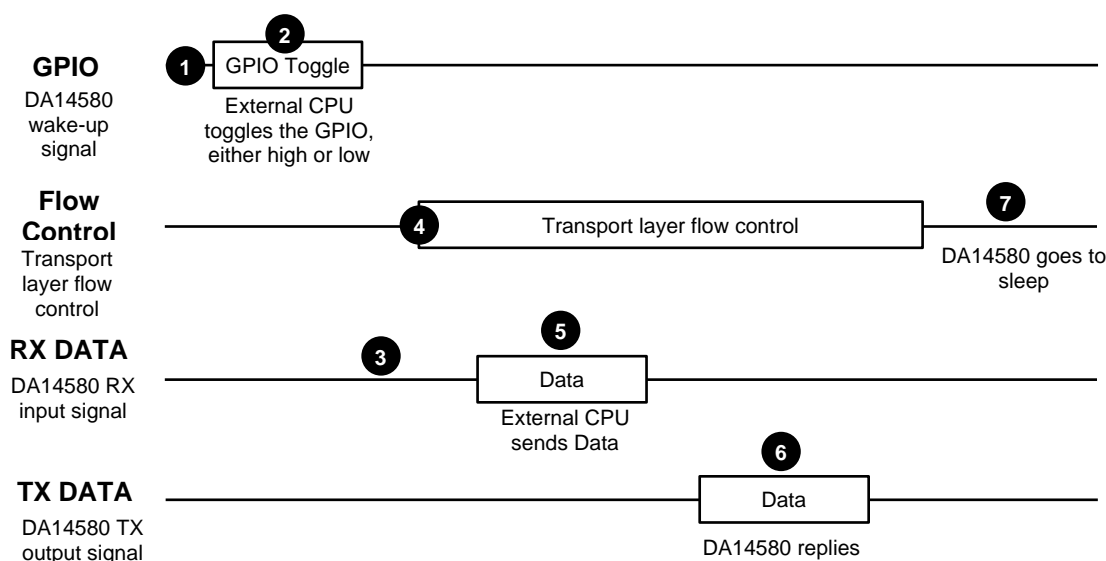 2
1
GPIO Toggle
GPIO
DA14580
wake-up
signal
External CPU
toggles the GPIO,
either high or low
Flow
Control
Transport
layer flow
control
4
Transport layer flow control
7
DA14580 goes to
sleep
RX DATA
DA14580 RX
input signal
3
5
Data
External CPU
sends Data
6
TX DATA
DA14580 TX
output signal
Data
DA14580 replies